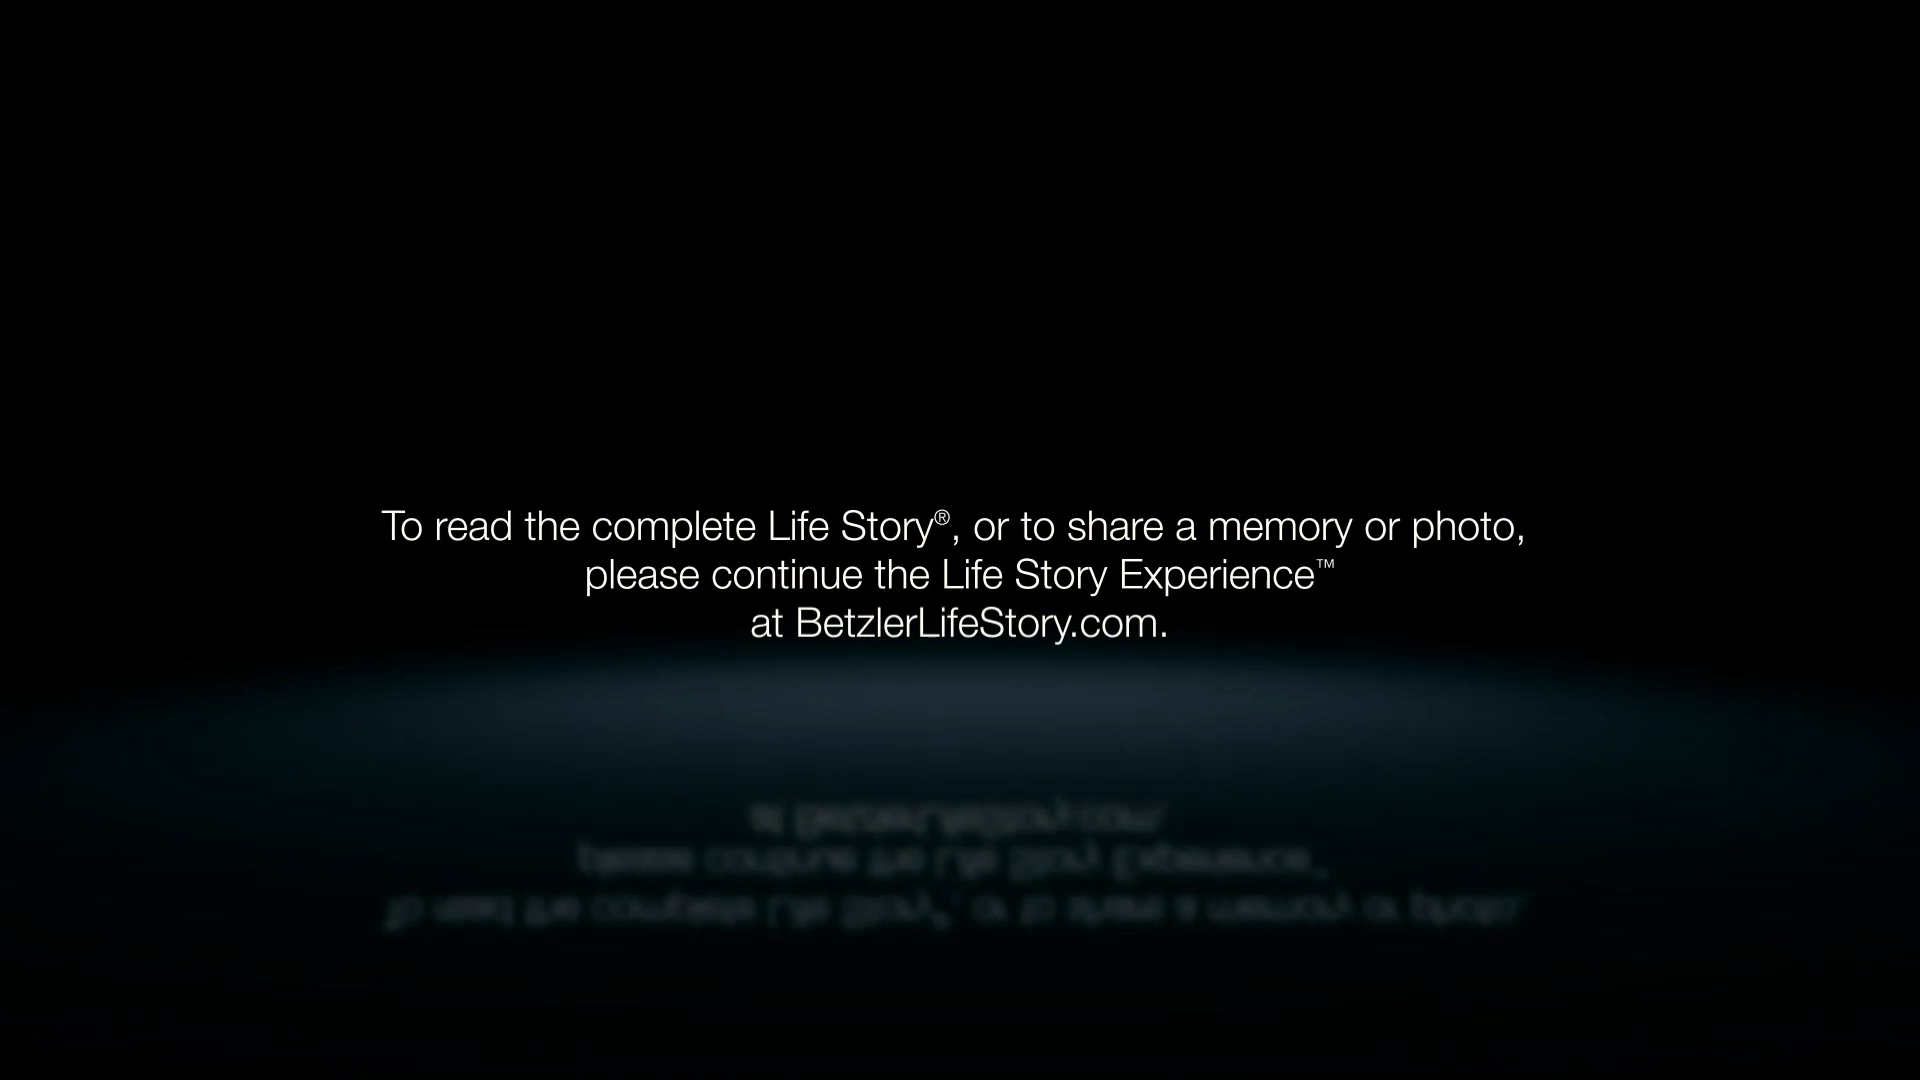 To read the complete Life Story®, or to share a memory or photo,
please continue the Life Story Experience™
at BetzlerLifeStory.com.